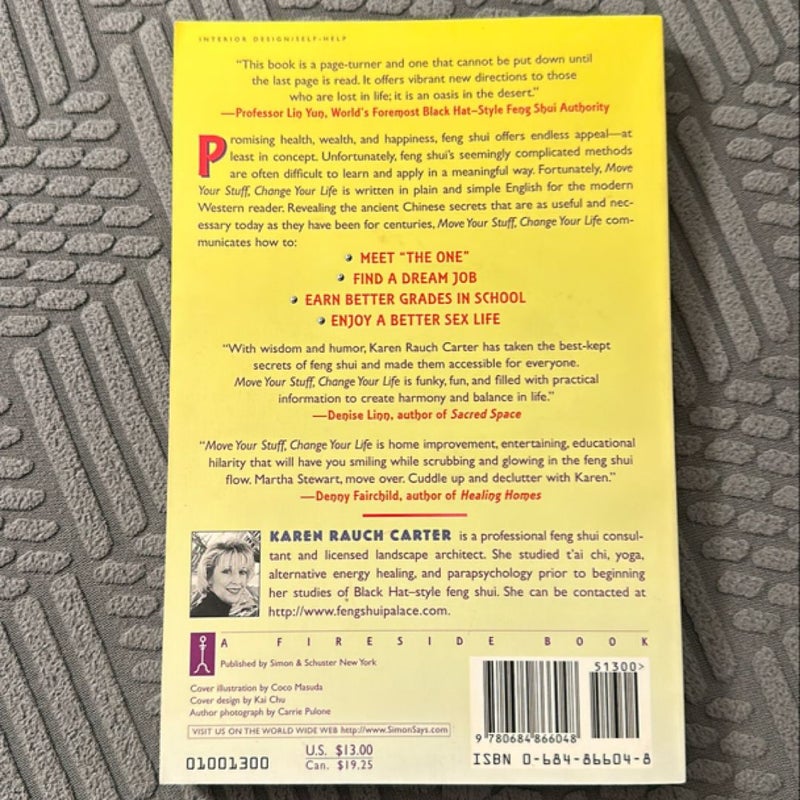 INTERIOR DESIGN/SELF-HELP
“This book is a page-turner and one that cannot be put down until
the last page is read. It offers vibrant new directions to those
who are lost in life; it is an oasis in the desert.”
—Professor Lin Yun, World's Foremost Black Hat–Style Feng Shui Authority
Promising health, wealth, and happiness, feng shui offers endless appeal—at
least in concept. Unfortunately, feng shui's seemingly complicated methods
are often difficult to learn and apply in a meaningful way. Fortunately, Move
Your Stuff, Change Your Life is written in plain and simple English for the modern
Western reader. Revealing the ancient Chinese secrets that are as useful and nec-
essary today as they have been for centuries, Move Your Stuff, Change Your Life com-
municates how to:
MEET “THE ONE”
FIND A DREAM JOB
EARN BETTER GRADES IN SCHOOL
ENJOY A BETTER SEX LIFE
“With wisdom and humor, Karen Rauch Carter has taken the best-kept
secrets of feng shui and made them accessible for everyone.
Move Your Stuff, Change Your Life is funky, fun, and filled with practical
information to create harmony and balance in life.”
—Denise Linn, author of Sacred Space
“Move Your Stuff, Change Your Life is home improvement, entertaining, educational
hilarity that will have you smiling while scrubbing and glowing in the feng shui
flow. Martha Stewart, move over. Cuddle up and declutter with Karen.”
—Denny Fairchild, author of Healing Homes
KAREN RAUCH CARTER is a professional feng shui consul-
tant and licensed landscape architect. She studied t'ai chi, yoga,
alternative energy healing, and parapsychology prior to beginning
her studies of Black Hat–style feng shui. She can be contacted at
http://www.fengshuipalace.com.
A FIRESIDE BOOK
Published by Simon & Schuster New York
Cover illustration by Coco Masuda
Cover design by Kai Chu
Author photograph by Carrie Pulone
VISIT US ON THE WORLD WIDE WEB http://www.SimonSays.com
01001300
U.S. $13.00
Can. $19.25
51300>
9 780684 866048
ISBN 0-684-86604-8